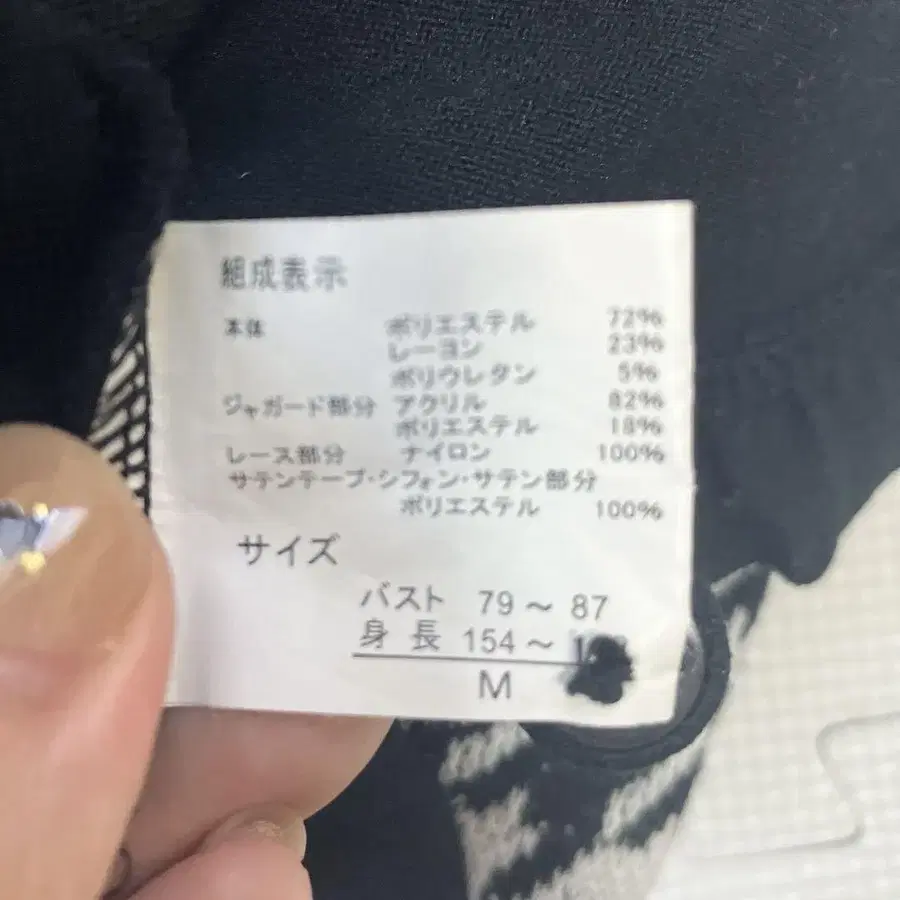 組成表示
本体 ポリエステル 72%
レーヨン 23%
ポリウレタン 5%
ジャガード部分 アクリル 82%
ポリエステル 18%
レース部分 ナイロン 100%
サテンテープ・シフォン・サテン部分
ポリエステル 100%
サイズ
バスト 79～87
身長 154～
M